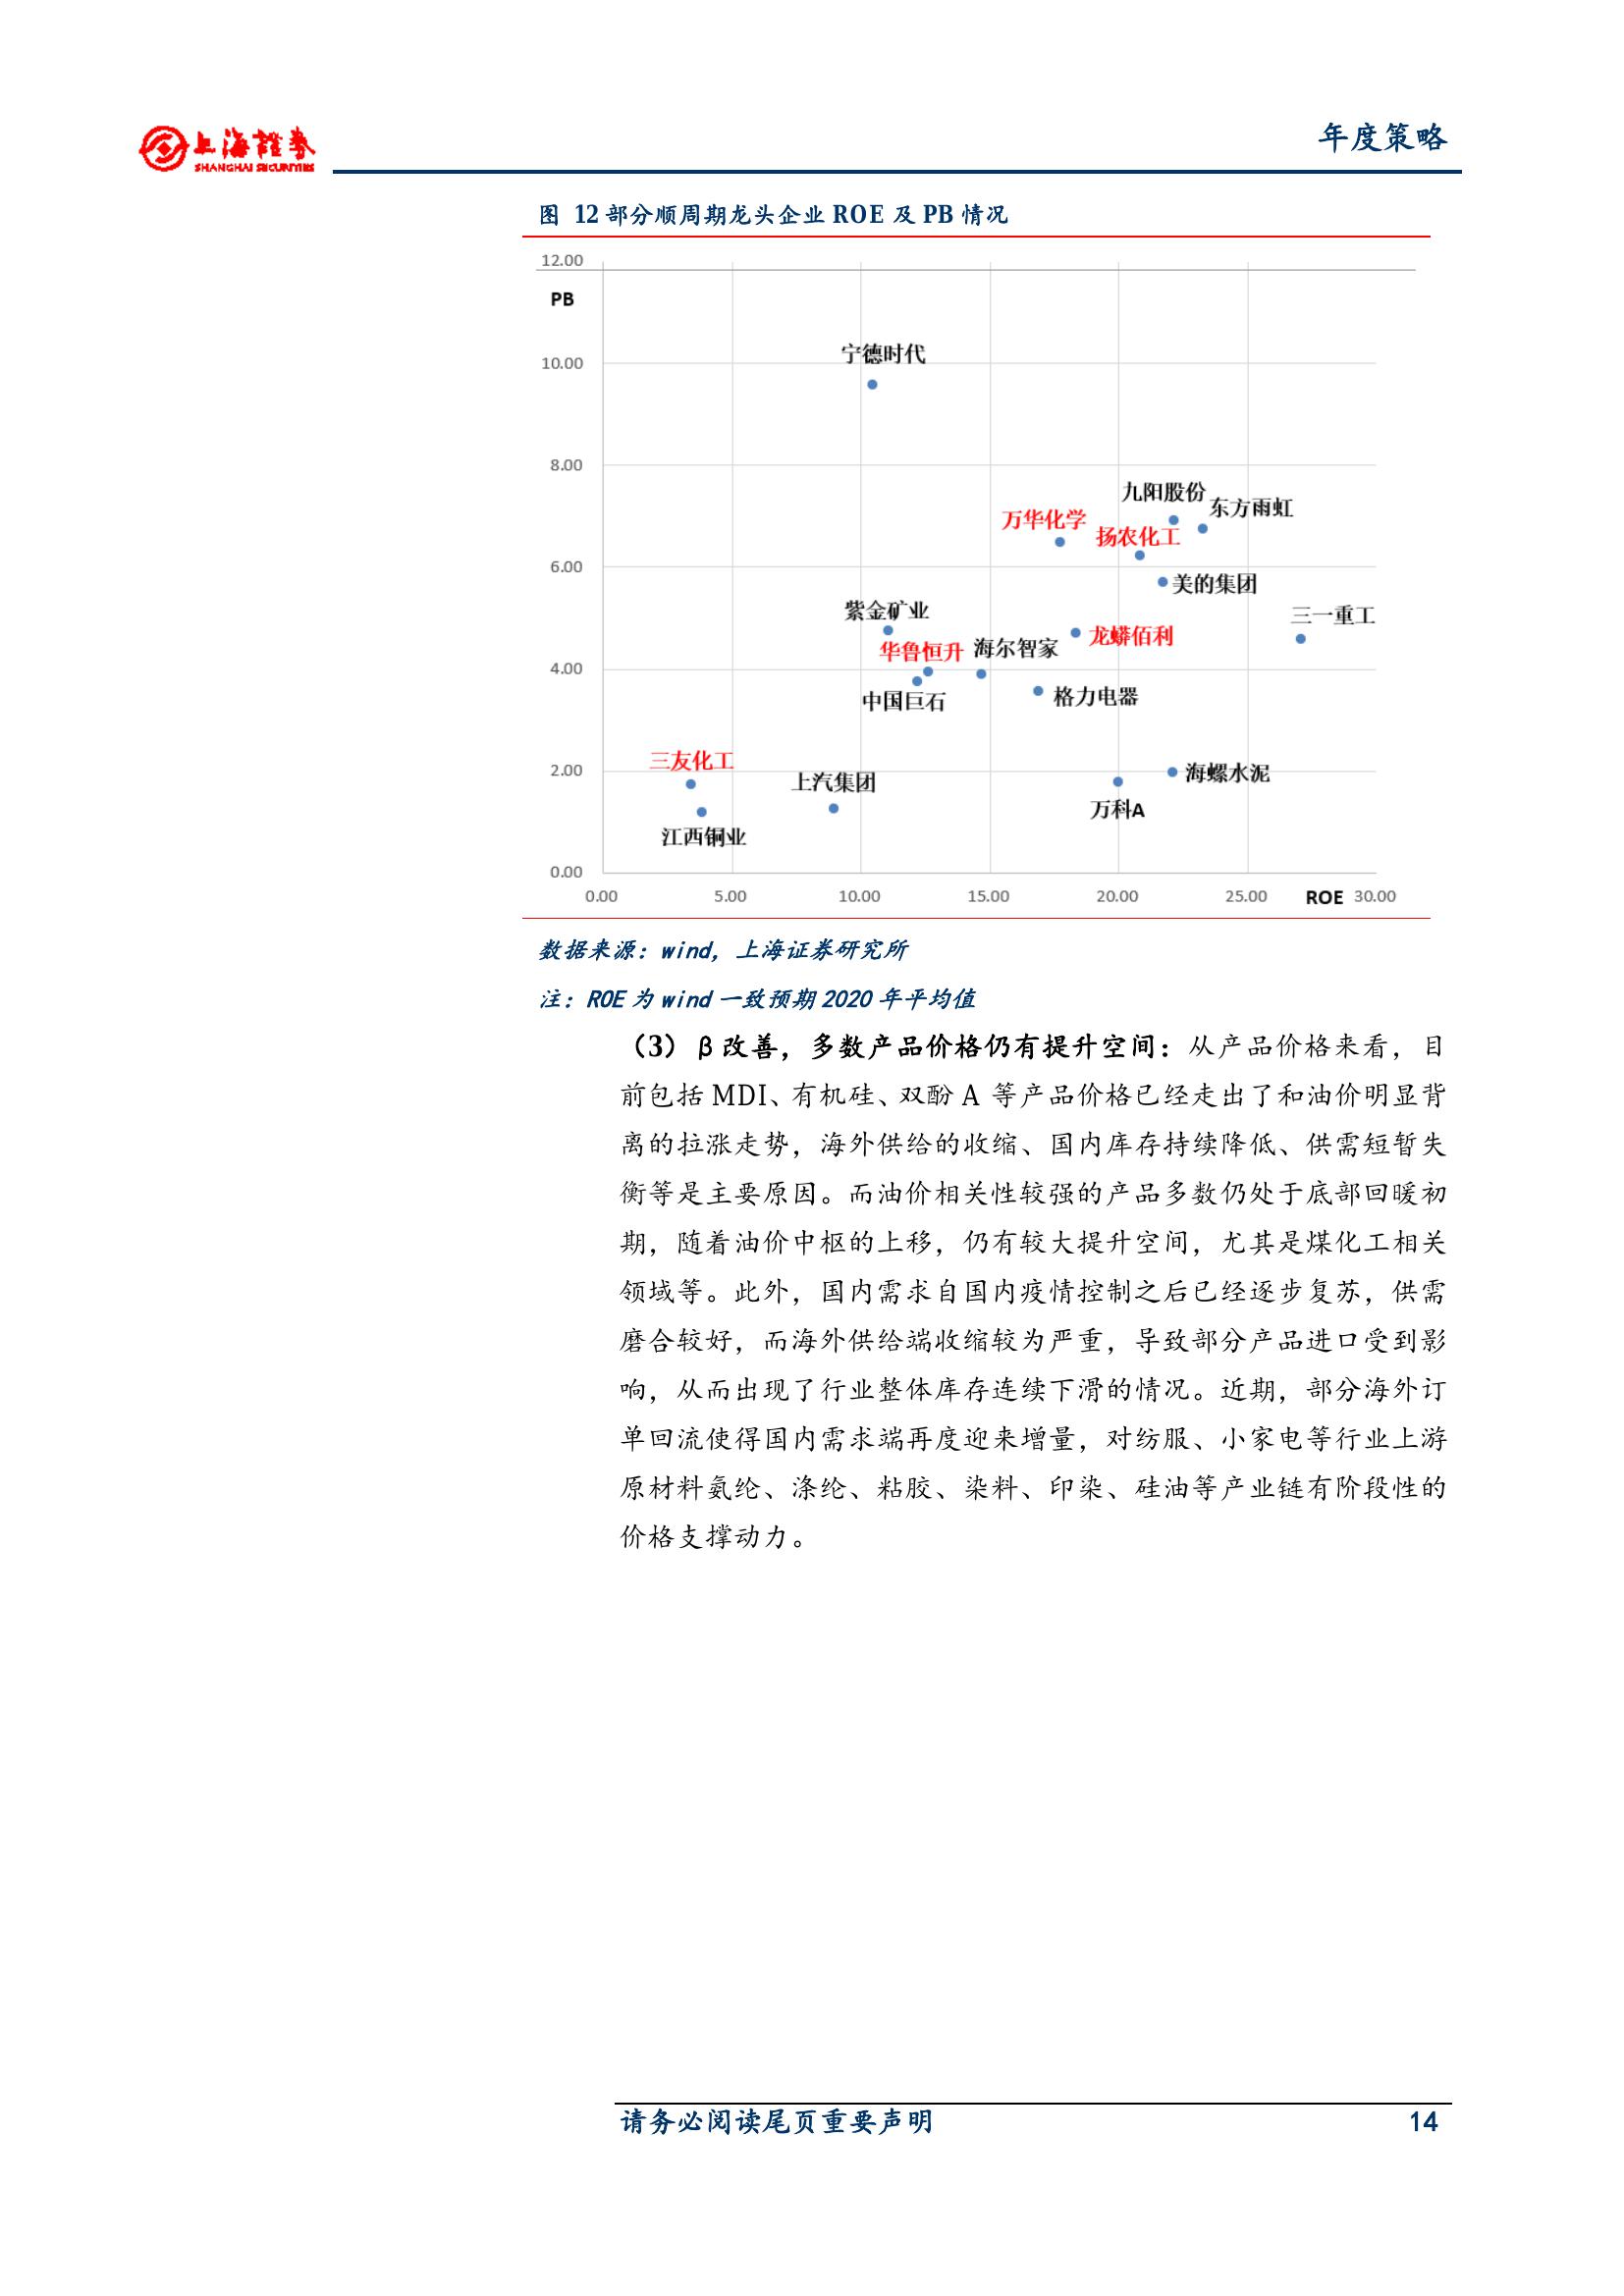 上海證券
SHANGHAI SECURITIES
年度策略
图 12 部分顺周期龙头企业 ROE 及 PB 情况
12.00
PB
宁德时代
10.00
8.00
九阳股份
东方雨虹
万华化学
扬农化工
6.00
美的集团
紫金矿业
三一重工
龙蟒佰利
华鲁恒升
海尔智家
4.00
中国巨石
格力电器
三友化工
2.00
上汽集团
海螺水泥
万科A
江西铜业
0.00
0.00 5.00 10.00 15.00 20.00 25.00 ROE 30.00
数据来源：wind，上海证券研究所
注：ROE 为 wind 一致预期 2020 年平均值
（3）β改善，多数产品价格仍有提升空间：从产品价格来看，目
前包括 MDI、有机硅、双酚 A 等产品价格已经走出了和油价明显背
离的拉涨走势，海外供给的收缩、国内库存持续降低、供需短暂失
衡等是主要原因。而油价相关性较强的产品多数仍处于底部回暖初
期，随着油价中枢的上移，仍有较大提升空间，尤其是煤化工相关
领域等。此外，国内需求自国内疫情控制之后已经逐步复苏，供需
磨合较好，而海外供给端收缩较为严重，导致部分产品进口受到影
响，从而出现了行业整体库存连续下滑的情况。近期，部分海外订
单回流使得国内需求端再度迎来增量，对纺服、小家电等行业上游
原材料氨纶、涤纶、粘胶、染料、印染、硅油等产业链有阶段性的
价格支撑动力。
请务必阅读尾页重要声明 14